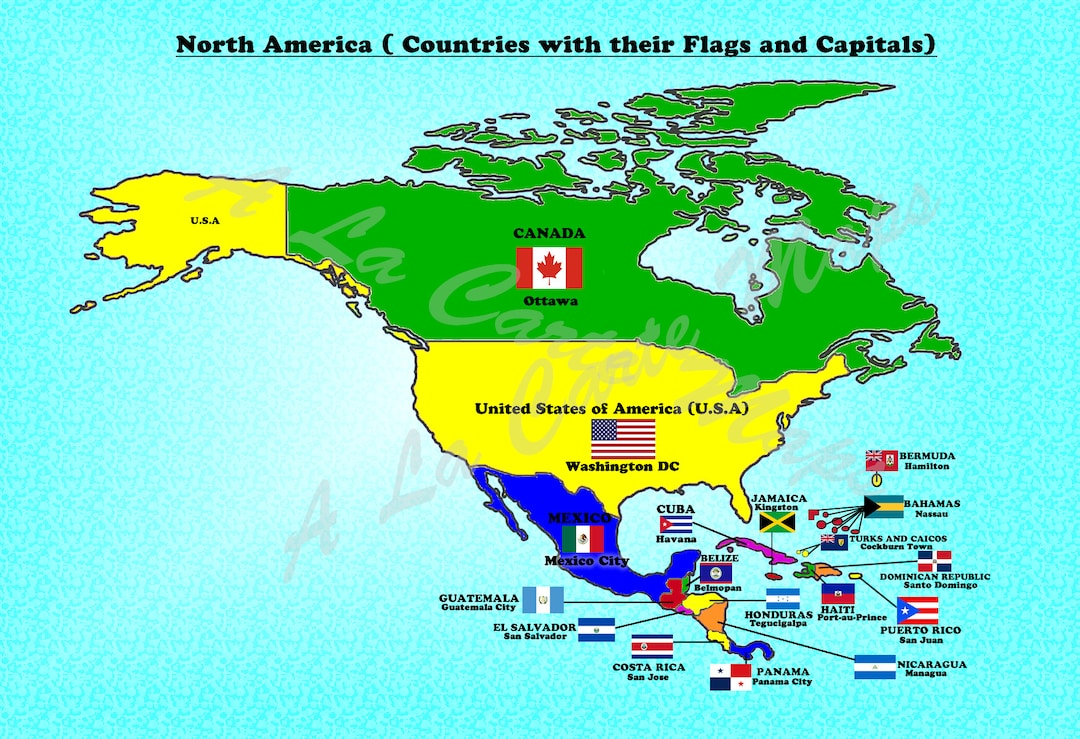 North America ( Countries with their Flags and Capitals)
U.S.A
CANADA
Ottawa
United States of America (U.S.A)
Washington DC
BERMUDA
Hamilton
JAMAICA
Kingston
BAHAMAS
Nassau
CUBA
Havana
MEXICO
Mexico City
TURKS AND CAICOS
Cockburn Town
BELIZE
Belmopan
DOMINICAN REPUBLIC
Santo Domingo
GUATEMALA
Guatemala City
HONDURAS
Tegucigalpa
HAITI
Port-au-Prince
EL SALVADOR
San Salvador
PUERTO RICO
San Juan
COSTA RICA
San Jose
PANAMA
Panama City
NICARAGUA
Managua
A La Carte Maps
A La Carte Maps